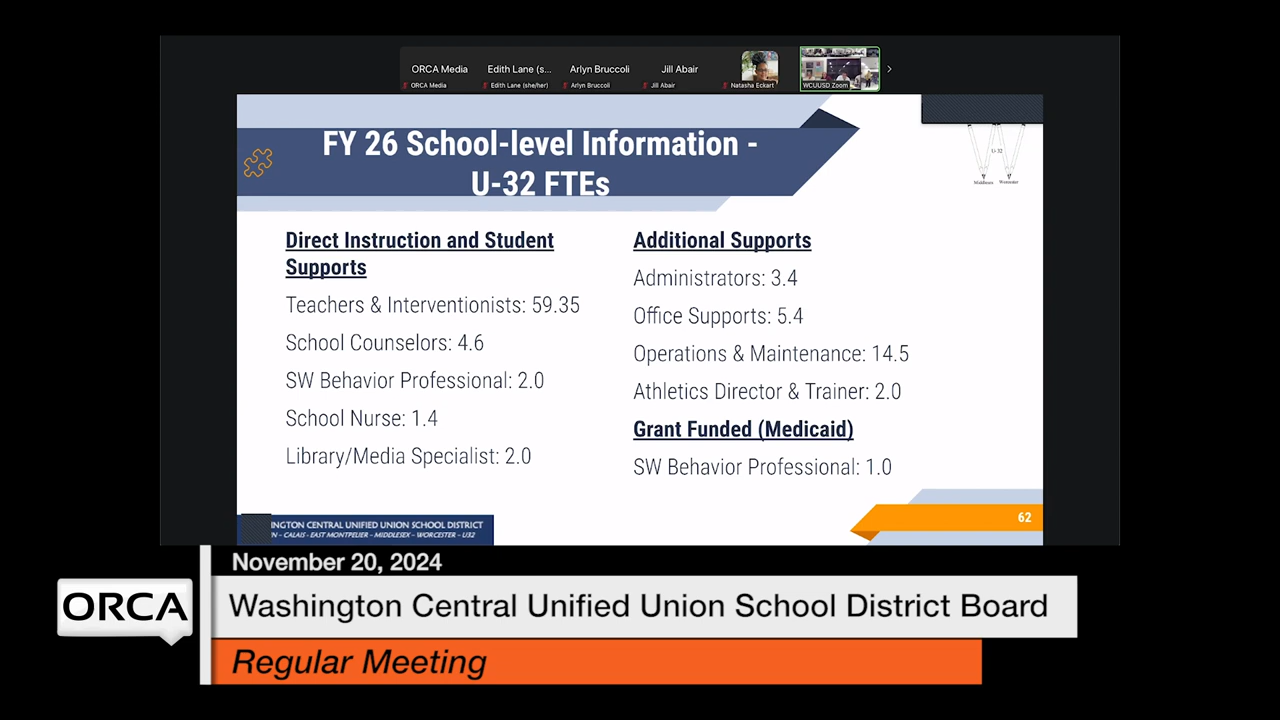 ORCA Media
Edith Lane (s...
Arlyn Bruccoli
Jill Abair
ORCA Media
Edith Lane (she/her)
Arlyn Bruccoli
Jill Abair
Natasha Eckart
WCUUSD Zoom
FY 26 School-level Information -
U-32 FTEs
U-32
Middlesex
Worcester
Direct Instruction and Student
Supports
Teachers & Interventionists: 59.35
School Counselors: 4.6
SW Behavior Professional: 2.0
School Nurse: 1.4
Library/Media Specialist: 2.0
Additional Supports
Administrators: 3.4
Office Supports: 5.4
Operations & Maintenance: 14.5
Athletics Director & Trainer: 2.0
Grant Funded (Medicaid)
SW Behavior Professional: 1.0
INGTON CENTRAL UNIFIED UNION SCHOOL DISTRICT
N – CALAIS - EAST MONTPELIER – MIDDLESEX – WORCESTER – U32
62
November 20, 2024
ORCA
Washington Central Unified Union School District Board
Regular Meeting